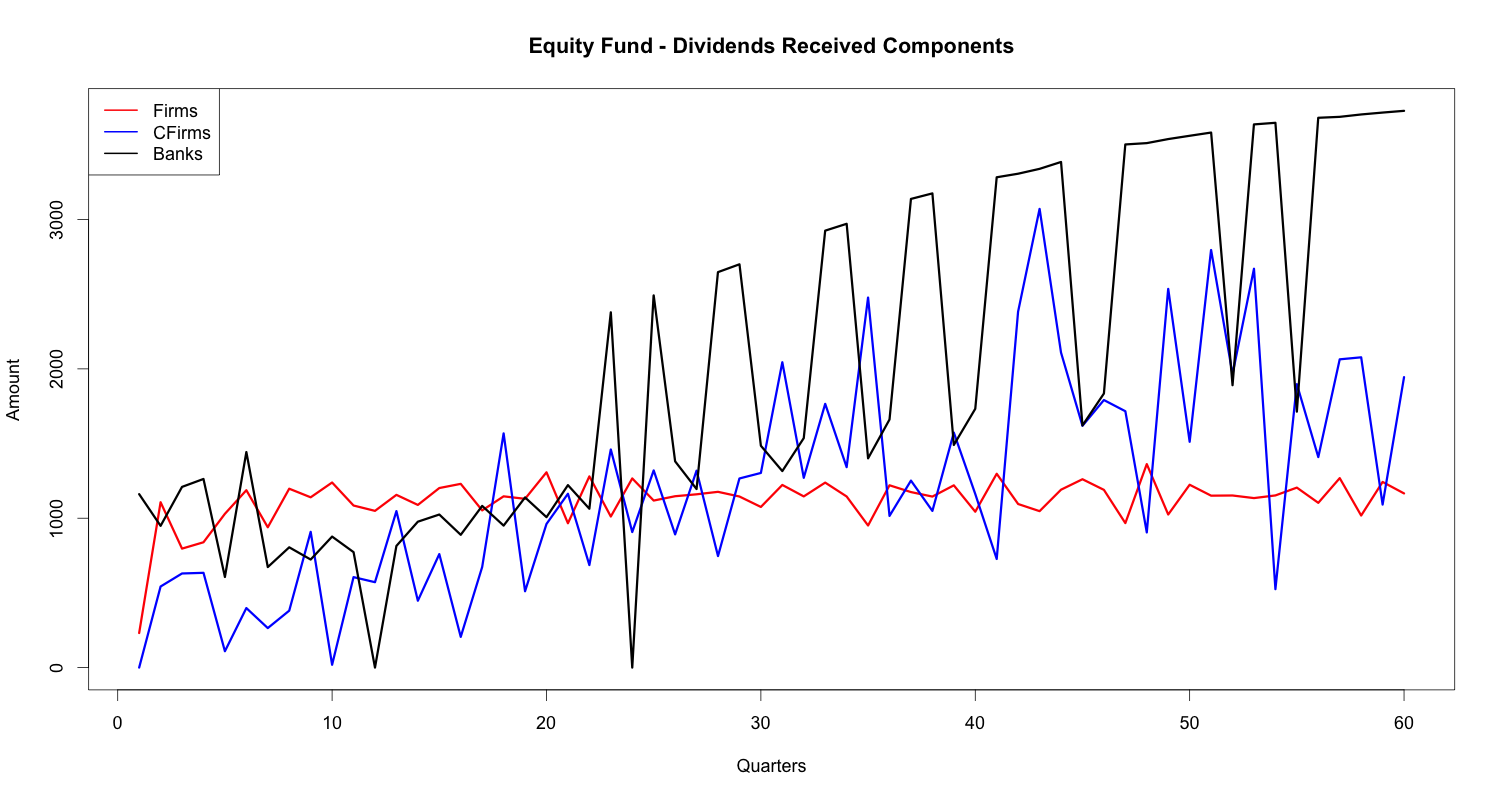 Equity Fund - Dividends Received Components
Firms
CFirms
Banks
Amount
3000
2000
1000
0
0 10 20 30 40 50 60
Quarters